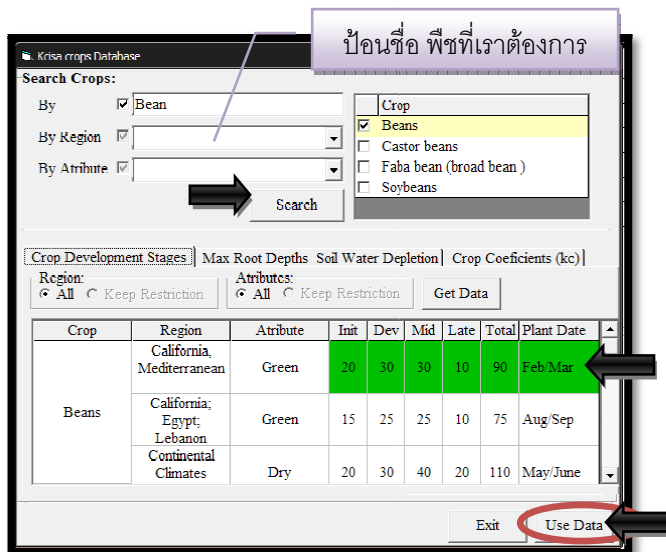 ป้อนชื่อ พืชที่เราต้องการ
Krisa crops Database
Search Crops:
By Bean
By Region
By Atribute
Search
Crop
Beans
Castor beans
Faba bean (broad bean )
Soybeans
Crop Development Stages Max Root Depths Soil Water Depletion Crop Coeficients (kc)
Region: Atributes:
All Keep Restriction All Keep Restriction Get Data
Crop Region Atribute Init Dev Mid Late Total Plant Date
California,
Mediterranean Green 20 30 30 10 90 Feb/Mar
Beans
California;
Egypt;
Lebanon
Green 15 25 25 10 75 Aug/Sep
Continental
Climates Dry 20 30 40 20 110 May/June
Exit Use Data